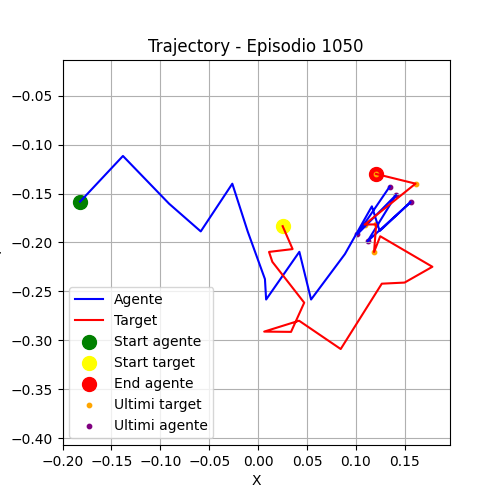 Trajectory - Episodio 1050
−0.05
−0.10
−0.15
−0.20
−0.25
−0.30
−0.35
−0.40
Agente
Target
Start agente
Start target
End agente
Ultimi target
Ultimi agente
−0.20 −0.15 −0.10 −0.05 0.00 0.05 0.10 0.15
X